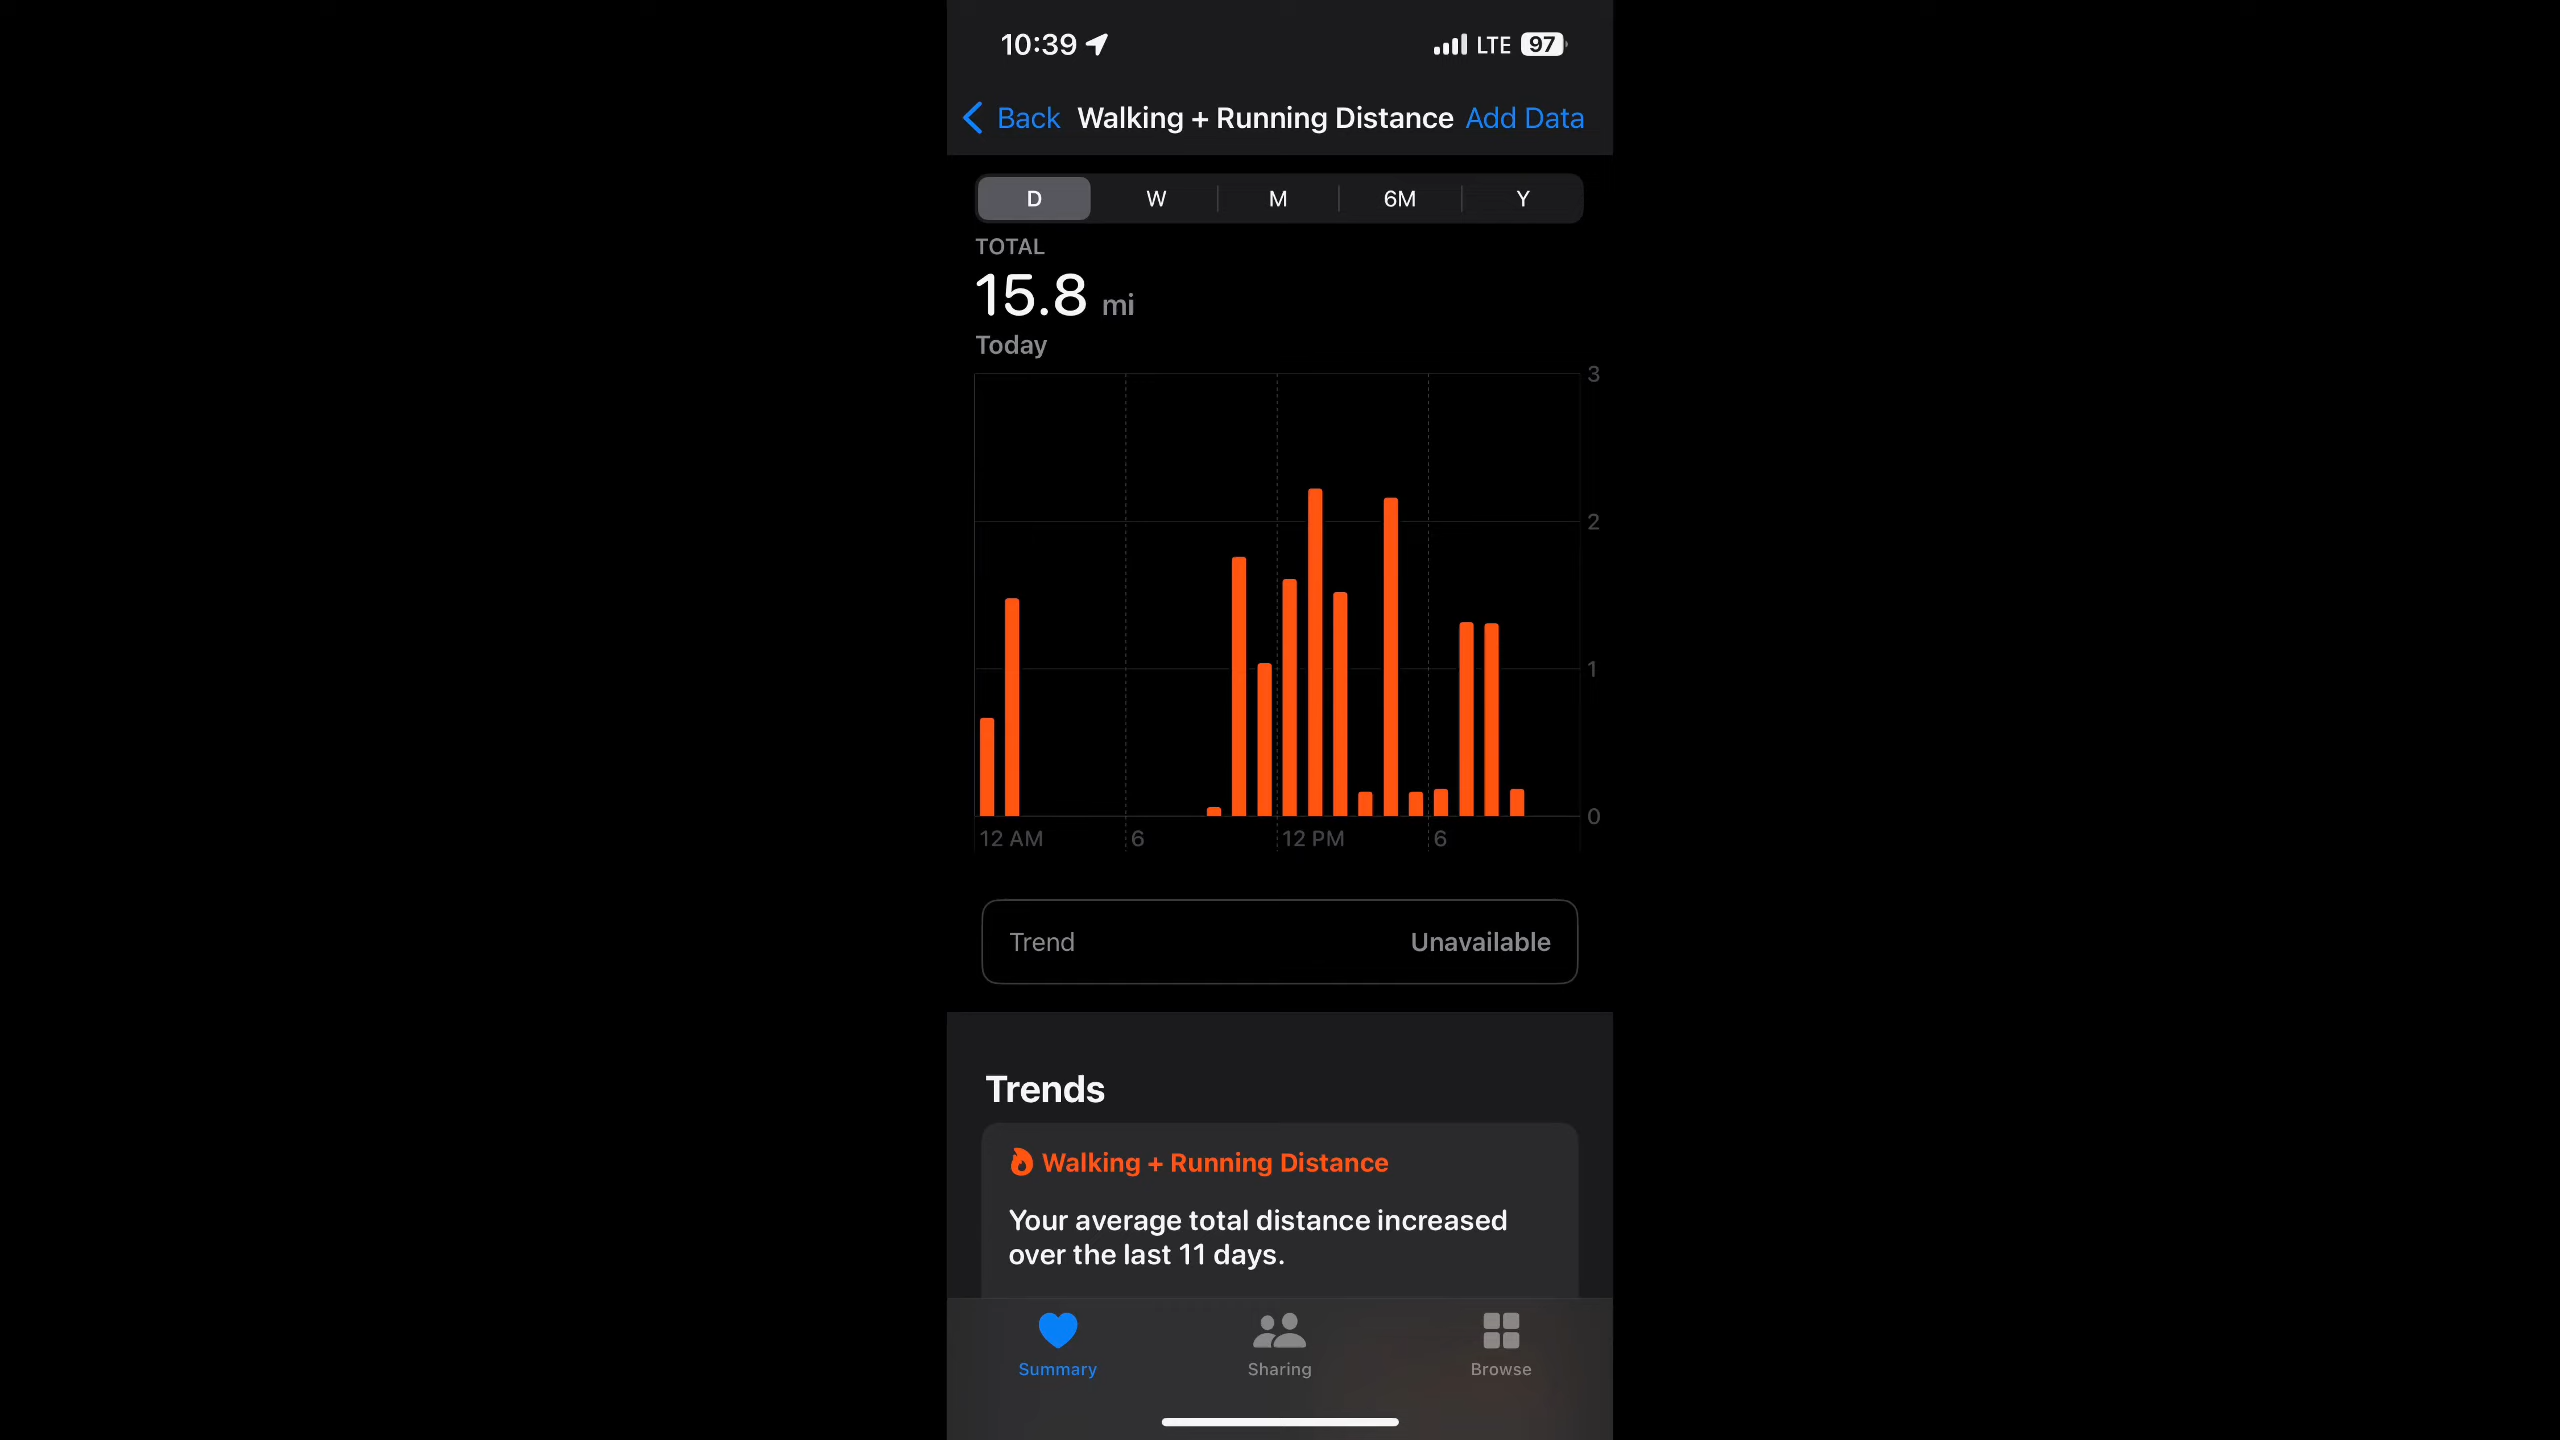 10:39 LTE 97
Back Walking + Running Distance Add Data
D W M 6M Y
TOTAL
15.8 mi
Today
3
2
1
0
12 AM 6 12 PM 6
Trend Unavailable
Trends
Walking + Running Distance
Your average total distance increased
over the last 11 days.
Summary Sharing Browse